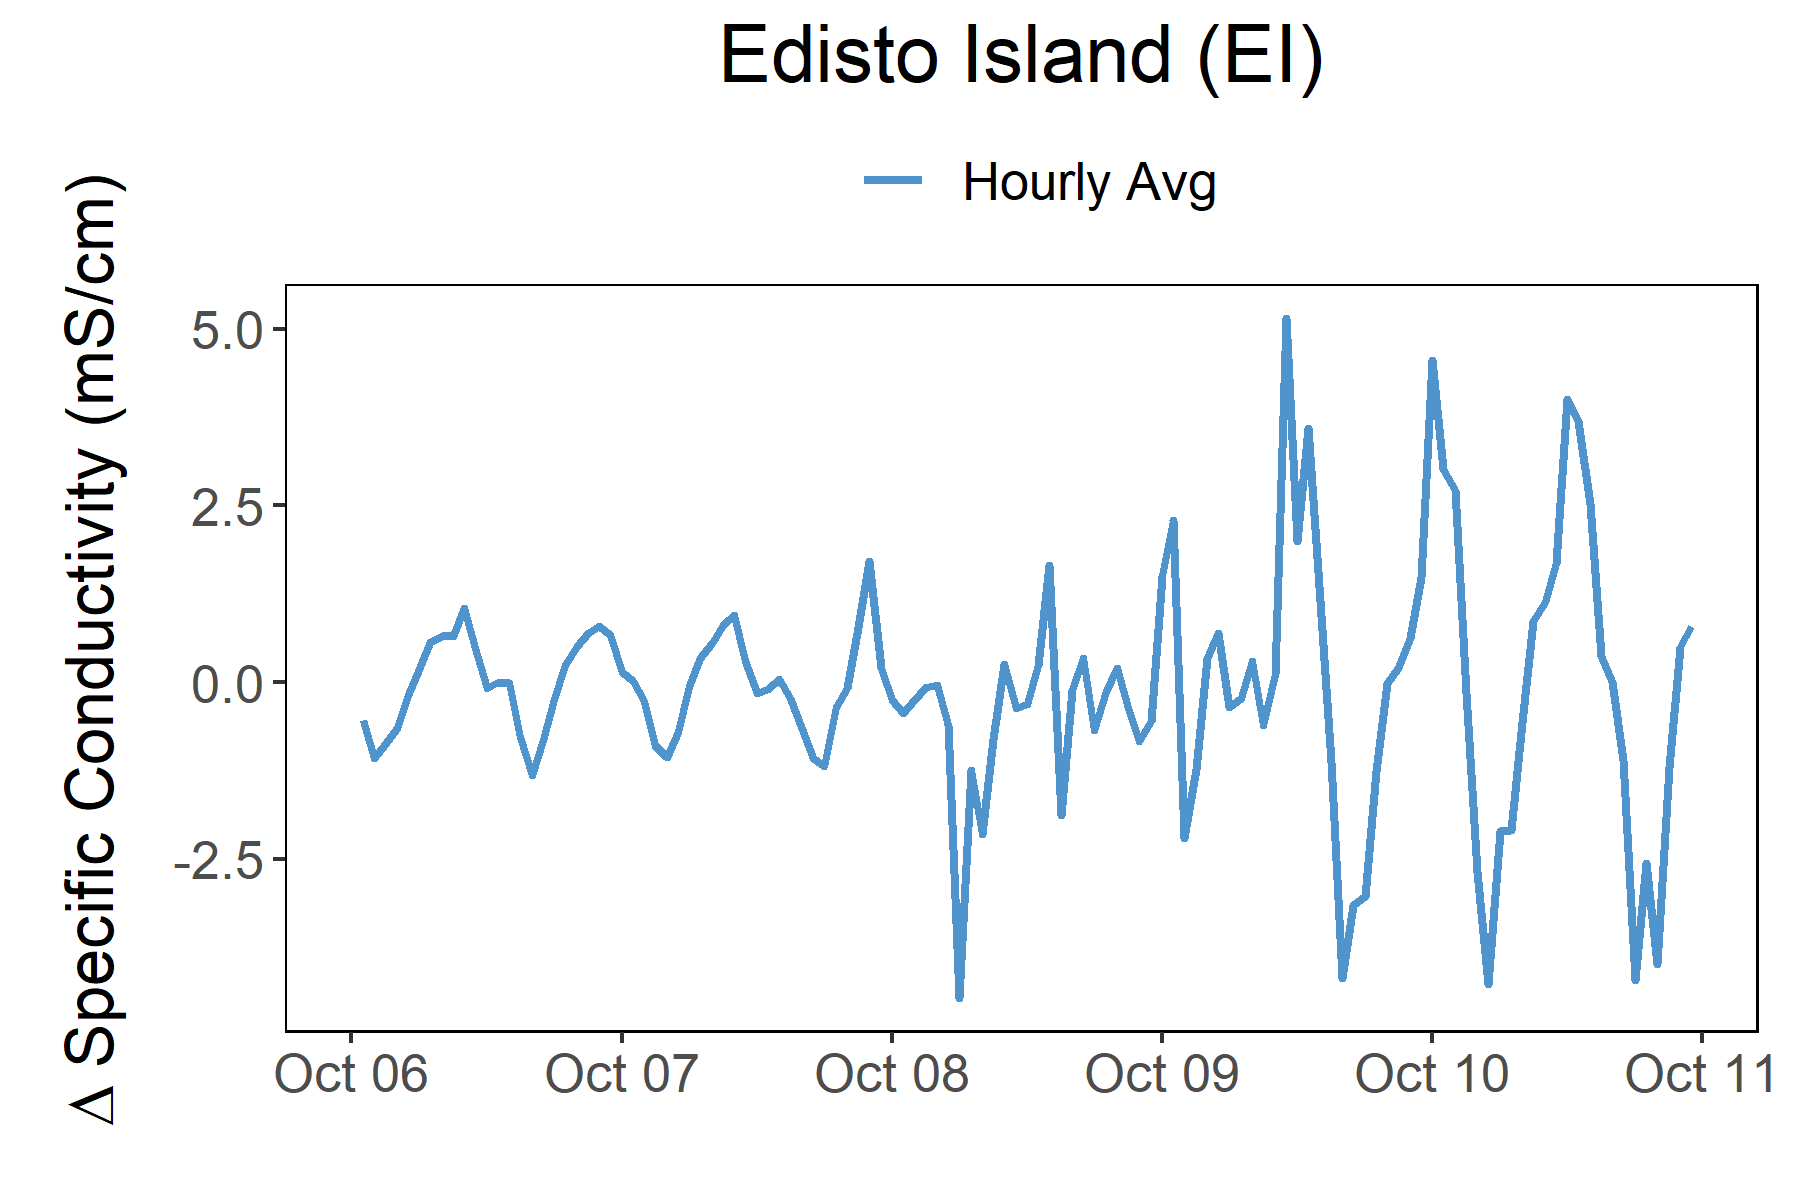 Edisto Island (EI)
Hourly Avg
Δ Specific Conductivity (mS/cm)
5.0
2.5
0.0
-2.5
Oct 06 Oct 07 Oct 08 Oct 09 Oct 10 Oct 11